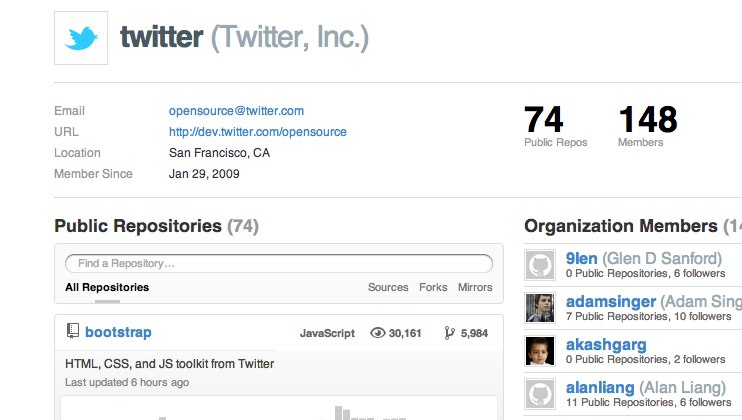 twitter (Twitter, Inc.)
Email opensource@twitter.com
URL http://dev.twitter.com/opensource
Location San Francisco, CA
Member Since Jan 29, 2009
74
Public Repos
148
Members
Public Repositories (74)
Find a Repository…
All Repositories Sources Forks Mirrors
bootstrap JavaScript 30,161 5,984
HTML, CSS, and JS toolkit from Twitter
Last updated 6 hours ago
Organization Members (14
9len (Glen D Sanford)
0 Public Repositories, 6 followers
adamsinger (Adam Sing
7 Public Repositories, 10 followers
akashgarg
0 Public Repositories, 2 followers
alanliang (Alan Liang)
11 Public Repositories, 6 followers